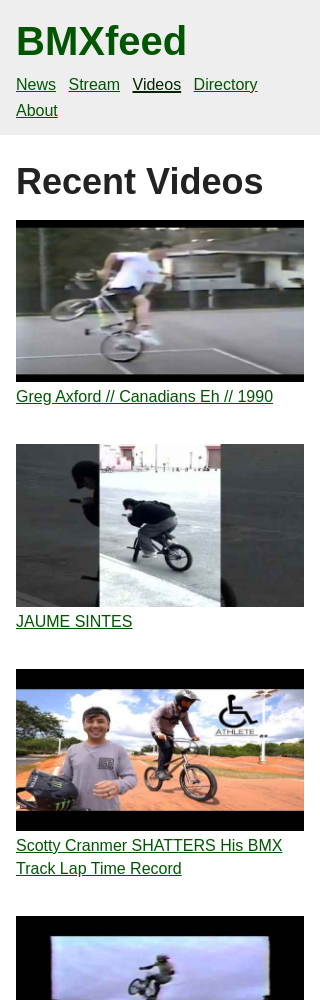 BMXfeed
News Stream Videos Directory
About
Recent Videos
Greg Axford // Canadians Eh // 1990
JAUME SINTES
ATHLETE
Scotty Cranmer SHATTERS His BMX
Track Lap Time Record